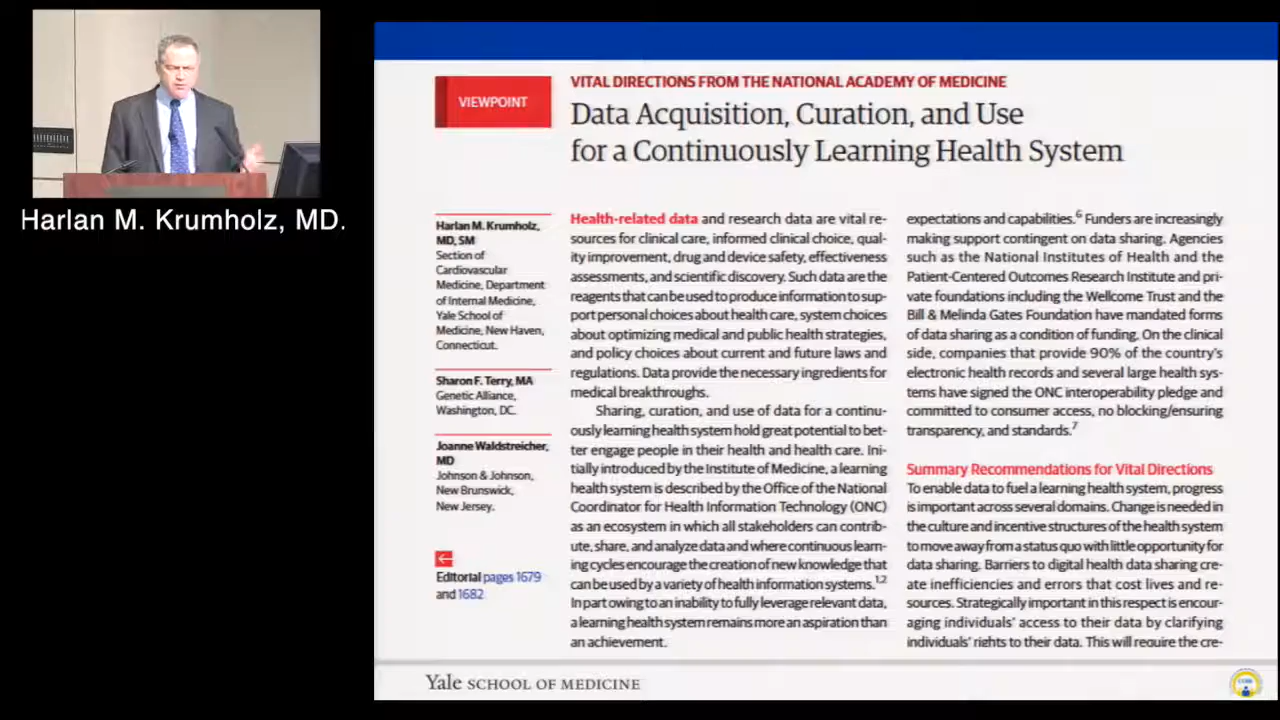 Harlan M. Krumholz, MD.
VIEWPOINT
VITAL DIRECTIONS FROM THE NATIONAL ACADEMY OF MEDICINE
Data Acquisition, Curation, and Use
for a Continuously Learning Health System
Harlan M. Krumholz,
MD, SM
Section of
Cardiovascular
Medicine, Department
of Internal Medicine,
Yale School of
Medicine, New Haven,
Connecticut.
Sharon F. Terry, MA
Genetic Alliance,
Washington, DC.
Joanne Waldstreicher,
MD
Johnson & Johnson,
New Brunswick,
New Jersey.
Editorial pages 1679
and 1682
Health-related data and research data are vital re-
sources for clinical care, informed clinical choice, qual-
ity improvement, drug and device safety, effectiveness
assessments, and scientific discovery. Such data are the
reagents that can be used to produce information to sup-
port personal choices about health care, system choices
about optimizing medical and public health strategies,
and policy choices about current and future laws and
regulations. Data provide the necessary ingredients for
medical breakthroughs.
Sharing, curation, and use of data for a continu-
ously learning health system hold great potential to bet-
ter engage people in their health and health care. Ini-
tially introduced by the Institute of Medicine, a learning
health system is described by the Office of the National
Coordinator for Health Information Technology (ONC)
as an ecosystem in which all stakeholders can contrib-
ute, share, and analyze data and where continuous learn-
ing cycles encourage the creation of new knowledge that
can be used by a variety of health information systems.1,2
In part owing to an inability to fully leverage relevant data,
a learning health system remains more an aspiration than
an achievement.
expectations and capabilities.6 Funders are increasingly
making support contingent on data sharing. Agencies
such as the National Institutes of Health and the
Patient-Centered Outcomes Research Institute and pri-
vate foundations including the Wellcome Trust and the
Bill & Melinda Gates Foundation have mandated forms
of data sharing as a condition of funding. On the clinical
side, companies that provide 90% of the country's
electronic health records and several large health sys-
tems have signed the ONC interoperability pledge and
committed to consumer access, no blocking/ensuring
transparency, and standards.7
Summary Recommendations for Vital Directions
To enable data to fuel a learning health system, progress
is important across several domains. Change is needed in
the culture and incentive structures of the health system
to move away from a status quo with little opportunity for
data sharing. Barriers to digital health data sharing cre-
ate inefficiencies and errors that cost lives and re-
sources. Strategically important in this respect is encour-
aging individuals' access to their data by clarifying
individuals' rights to their data. This will require the cre-
Yale SCHOOL OF MEDICINE